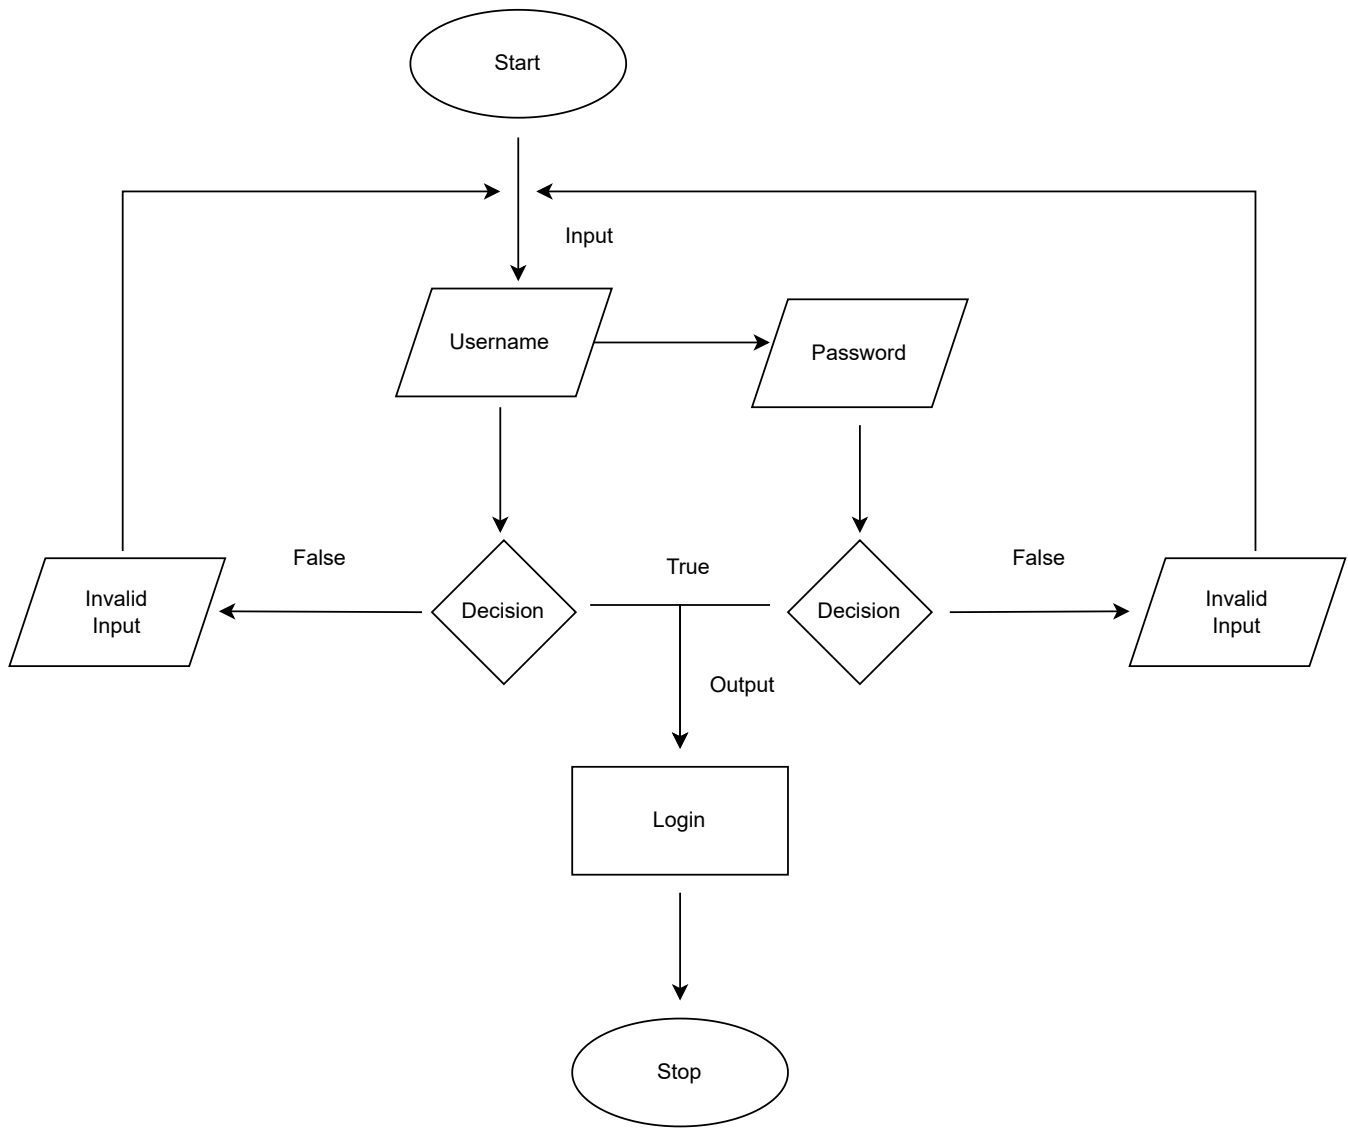 Start
Input
Username
Password
False
True
False
Invalid
Input
Decision
Decision
Invalid
Input
Output
Login
Stop